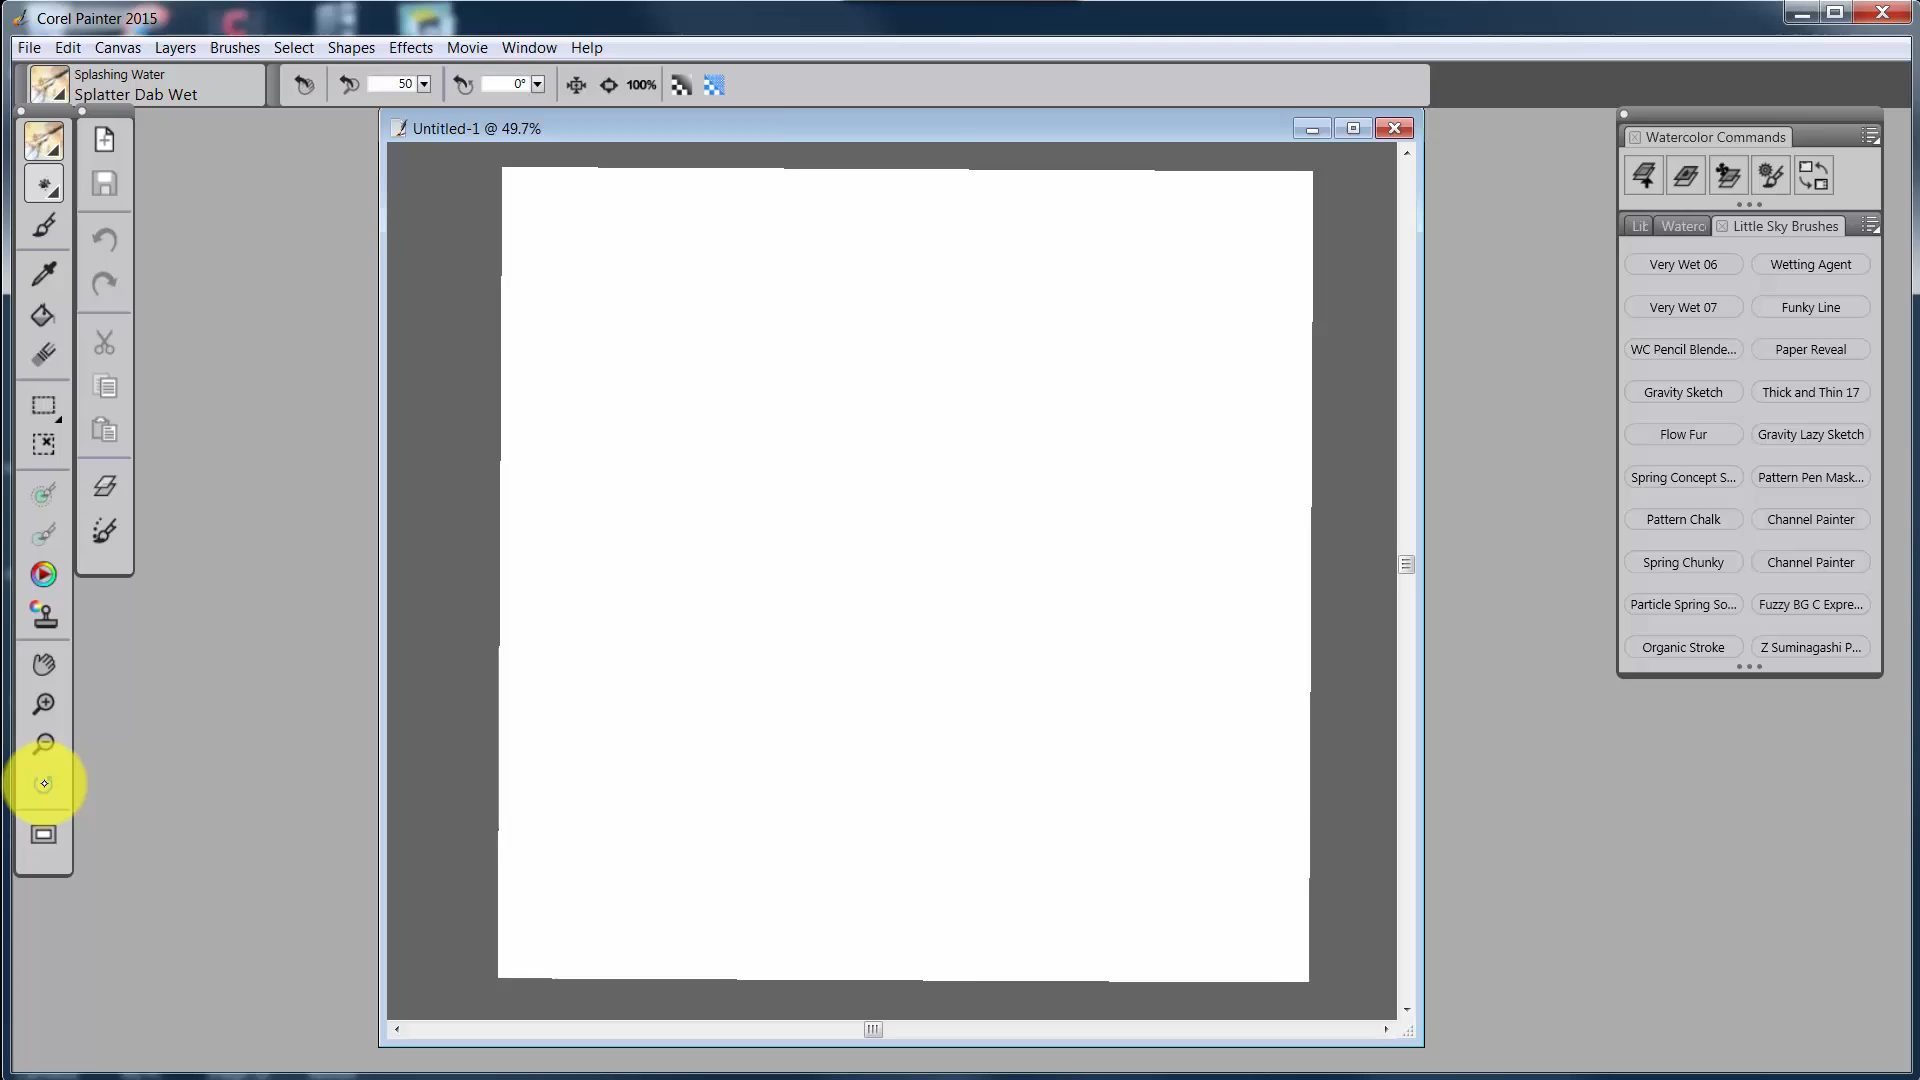 Corel Painter 2015
File Edit Canvas Layers Brushes Select Shapes Effects Movie Window Help
Splashing Water
Splatter Dab Wet
50
0°
100%
Untitled-1 @ 49.7%
Watercolor Commands
Lit Waterc Little Sky Brushes
Very Wet 06 Wetting Agent
Very Wet 07 Funky Line
WC Pencil Blende... Paper Reveal
Gravity Sketch Thick and Thin 17
Flow Fur Gravity Lazy Sketch
Spring Concept S... Pattern Pen Mask...
Pattern Chalk Channel Painter
Spring Chunky Channel Painter
Particle Spring So... Fuzzy BG C Expre...
Organic Stroke Z Suminagashi P...